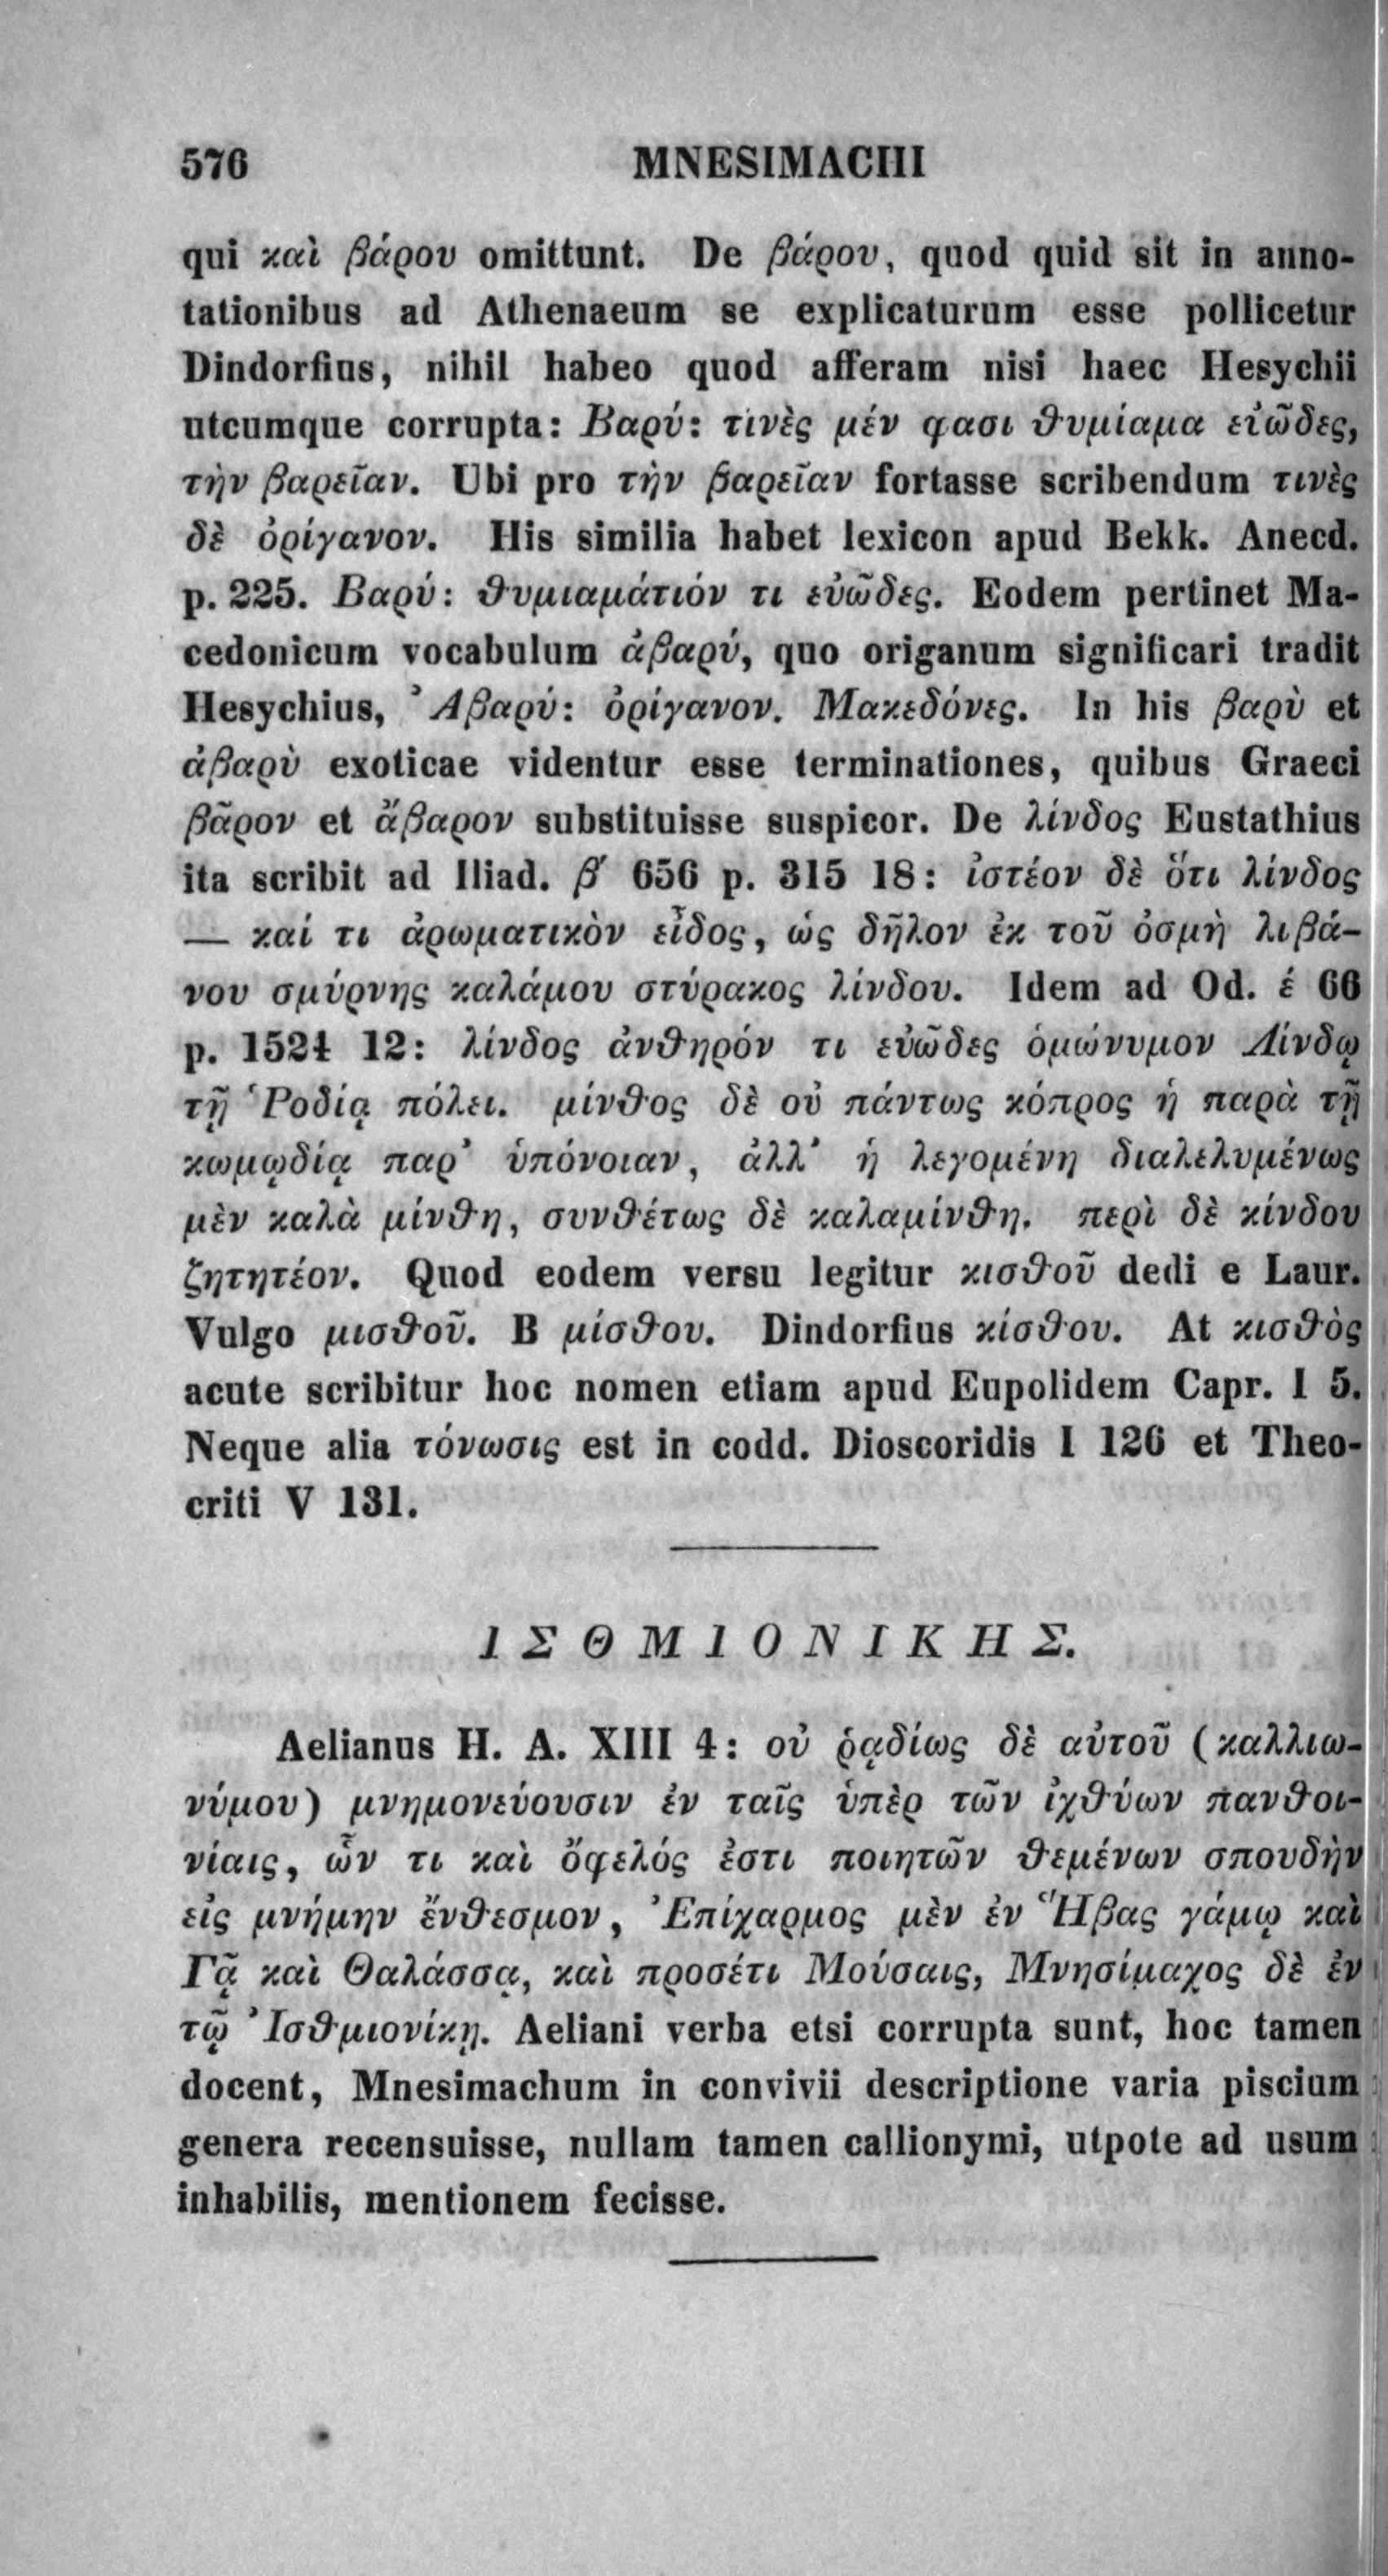 576 MNESIMACHI
qui καὶ βάρου omittunt. De βάρου, quod quid sit in anno-
tationibus ad Athenaeum se explicaturum esse pollicetur
Dindorfius, nihil habeo quod afferam nisi haec Hesychii
utcumque corrupta: Βαρύ: τινὲς μέν φασι θυμίαμα εὐῶδες,
τὴν βαρεῖαν. Ubi pro τὴν βαρεῖαν fortasse scribendum τινὲς
δὲ ὀρίγανον. His similia habet lexicon apud Bekk. Anecd.
p. 225. Βαρύ: θυμιαμάτιόν τι εὐῶδες. Eodem pertinet Ma-
cedonicum vocabulum ἀβαρύ, quo origanum significari tradit
Hesychius, Ἀβαρύ: ὀρίγανον. Μακεδόνες. In his βαρὺ et
ἀβαρὺ exoticae videntur esse terminationes, quibus Graeci
βᾶρον et ἄβαρον substituisse suspicor. De λίνδος Eustathius
ita scribit ad Iliad. β΄ 656 p. 315 18: ἰστέον δὲ ὅτι λίνδος
— καί τι ἀρωματικὸν εἶδος, ὡς δῆλον ἐκ τοῦ ὀσμὴ λιβά-
νου σμύρνης καλάμου στύρακος λίνδου. Idem ad Od. έ 66
p. 1524 12: λίνδος ἀνθηρόν τι εὐῶδες ὁμώνυμον Λίνδῳ
τῇ Ῥοδίᾳ πόλει. μίνθος δὲ οὐ πάντως κόπρος ἡ παρὰ τῇ
κωμῳδίᾳ παρ᾽ ὑπόνοιαν, ἀλλ᾽ ἡ λεγομένη διαλελυμένως
μὲν καλὰ μίνθη, συνθέτως δὲ καλαμίνθη. περὶ δὲ κίνδου
ζητητέον. Quod eodem versu legitur κισθοῦ dedi e Laur.
Vulgo μισθοῦ. B μίσθου. Dindorfius κίσθου. At κισθὸς
acute scribitur hoc nomen etiam apud Eupolidem Capr. I 5.
Neque alia τόνωσις est in codd. Dioscoridis I 126 et Theo-
criti V 131.
ΙΣΘΜΙΟΝΙΚΗΣ.
Aelianus H. A. XIII 4: οὐ ῥᾳδίως δὲ αὐτοῦ (καλλιω-
νύμου) μνημονεύουσιν ἐν ταῖς ὑπὲρ τῶν ἰχθύων πανθοι-
νίαις, ὧν τι καὶ ὄφελός ἐστι ποιητῶν θεμένων σπουδὴν
εἰς μνήμην ἔνθεσμον, Ἐπίχαρμος μὲν ἐν Ἥβας γάμῳ καὶ
Γᾷ καὶ Θαλάσσᾳ, καὶ προσέτι Μούσαις, Μνησίμαχος δὲ ἐν
τῷ Ἰσθμιονίκῃ. Aeliani verba etsi corrupta sunt, hoc tamen
docent, Mnesimachum in convivii descriptione varia piscium
genera recensuisse, nullam tamen callionymi, utpote ad usum
inhabilis, mentionem fecisse.